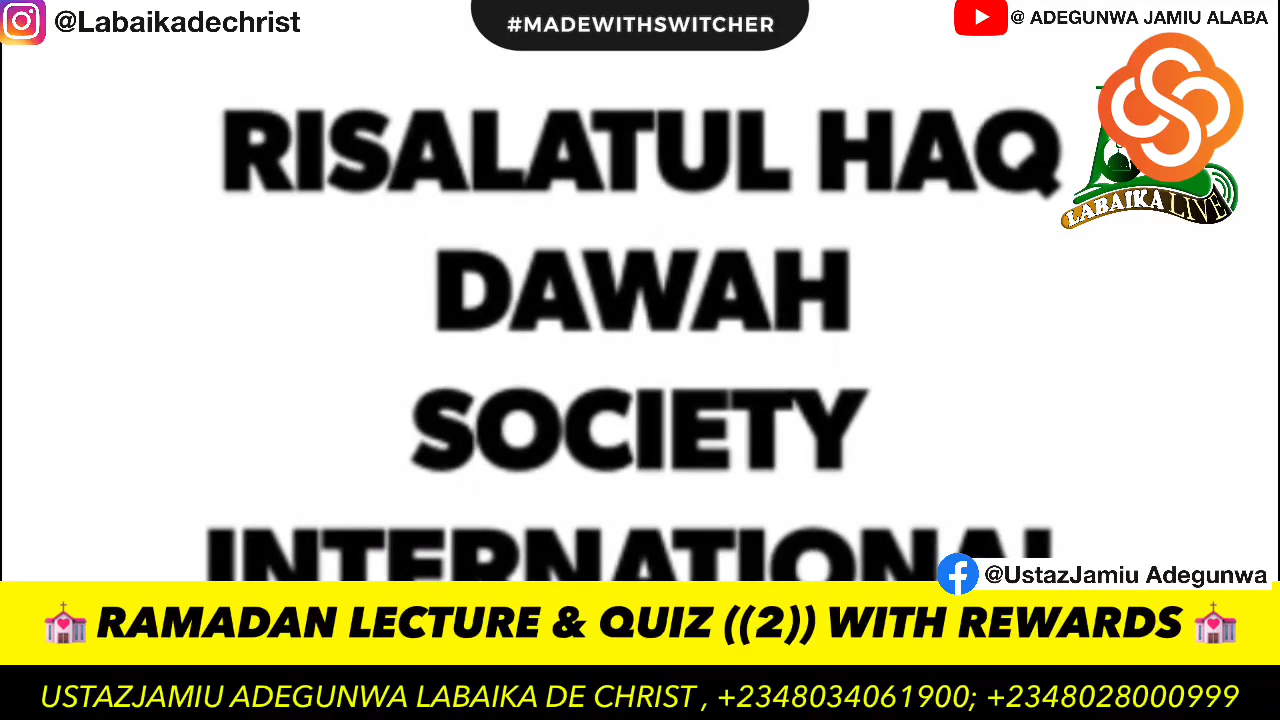 @Labaikadechrist
#MADEWITHSWITCHER
@ ADEGUNWA JAMIU ALABA
LABAIKA LIVE
RISALATUL HAQ
DAWAH
SOCIETY
INTERNATIONAL
@UstazJamiu Adegunwa
RAMADAN LECTURE & QUIZ ((2)) WITH REWARDS
USTAZJAMIU ADEGUNWA LABAIKA DE CHRIST , +2348034061900; +2348028000999